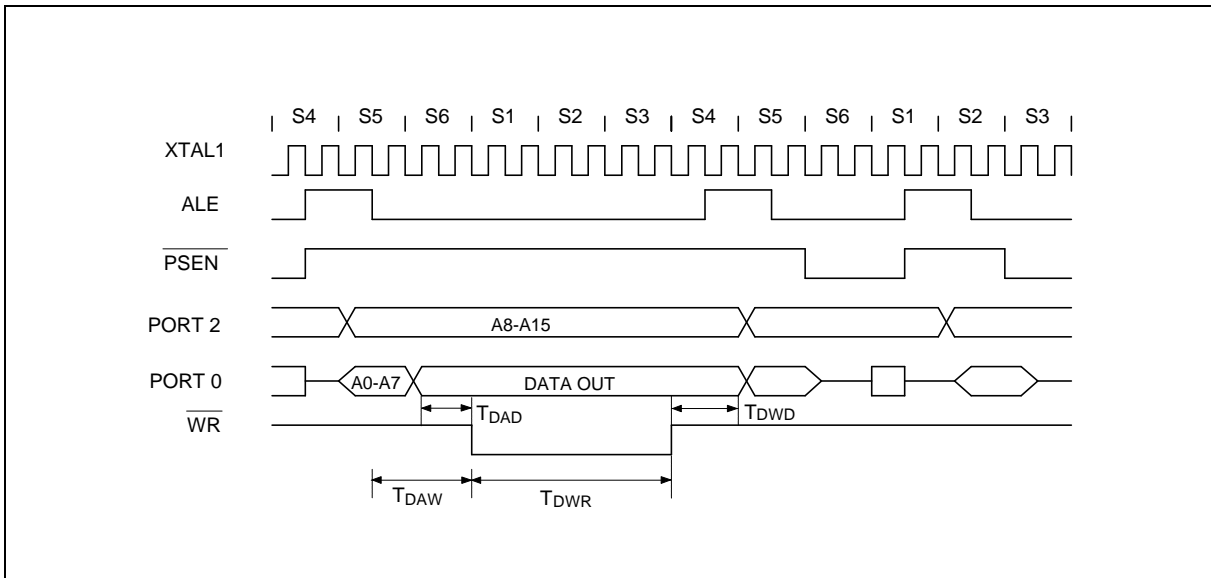 S4 S5 S6 S1 S2 S3 S4 S5 S6 S1 S2 S3
XTAL1
ALE
PSEN
PORT 2
A8-A15
PORT 0
A0-A7 DATA OUT
TDAD TDWD
WR
TDAW TDWR